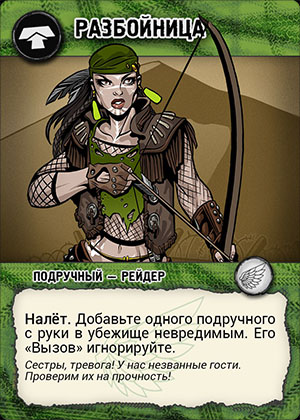 РАЗБОЙНИЦА
ПОДРУЧНЫЙ — РЕЙДЕР
Налёт. Добавьте одного подручного
с руки в убежище невредимым. Его
«Вызов» игнорируйте.
Сестры, тревога! У нас незванные гости.
Проверим их на прочность!